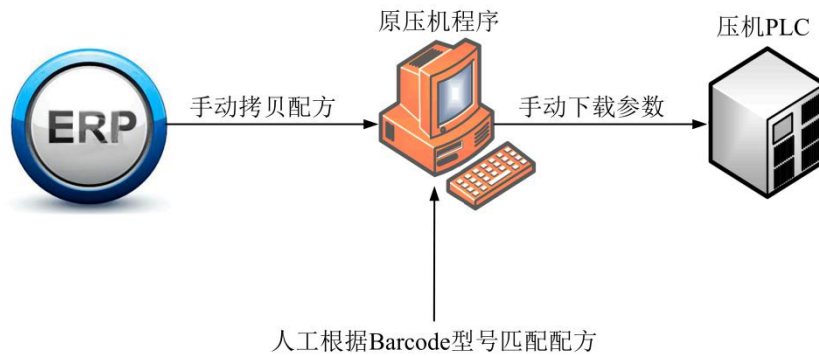 原压机程序
压机PLC
ERP
手动拷贝配方
手动下载参数
人工根据Barcode型号匹配配方